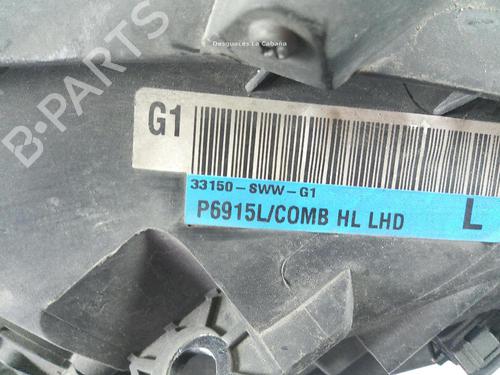 Desguaces La Cabaña
B-PARTS
G1
33150-SWW-G1
P6915L/COMB HL LHD
L